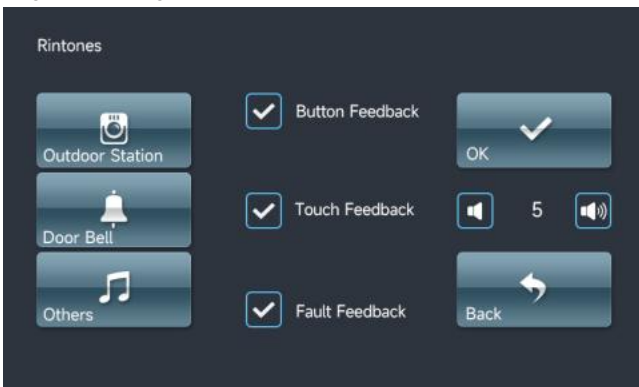 Rintones
Outdoor Station
Button Feedback
OK
Door Bell
Touch Feedback
5
Others
Fault Feedback
Back